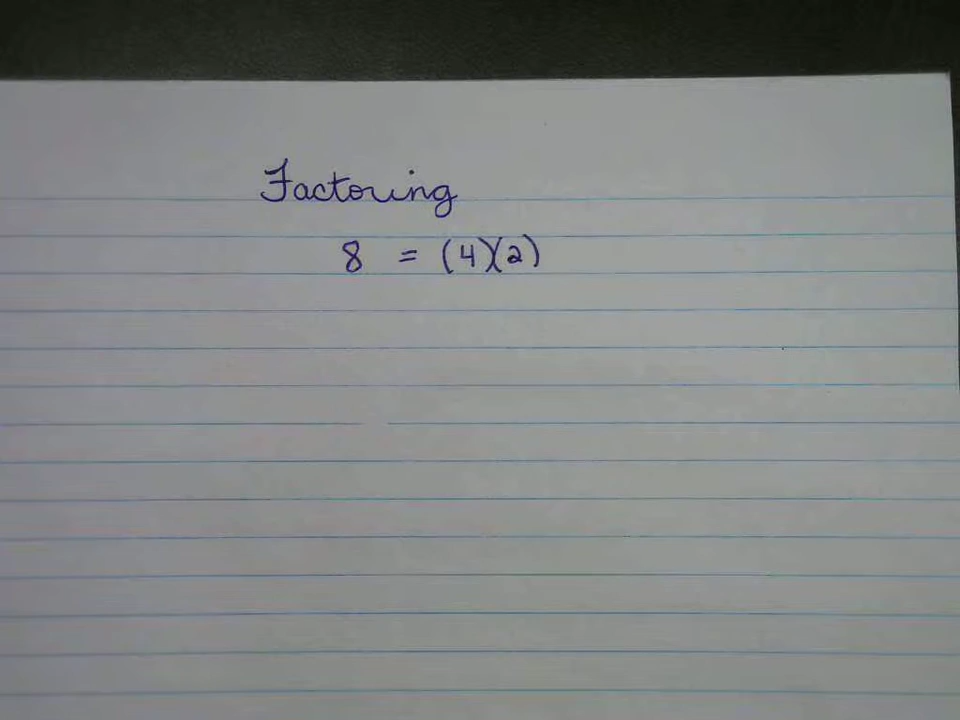 Factoring
8 = (4)(2)